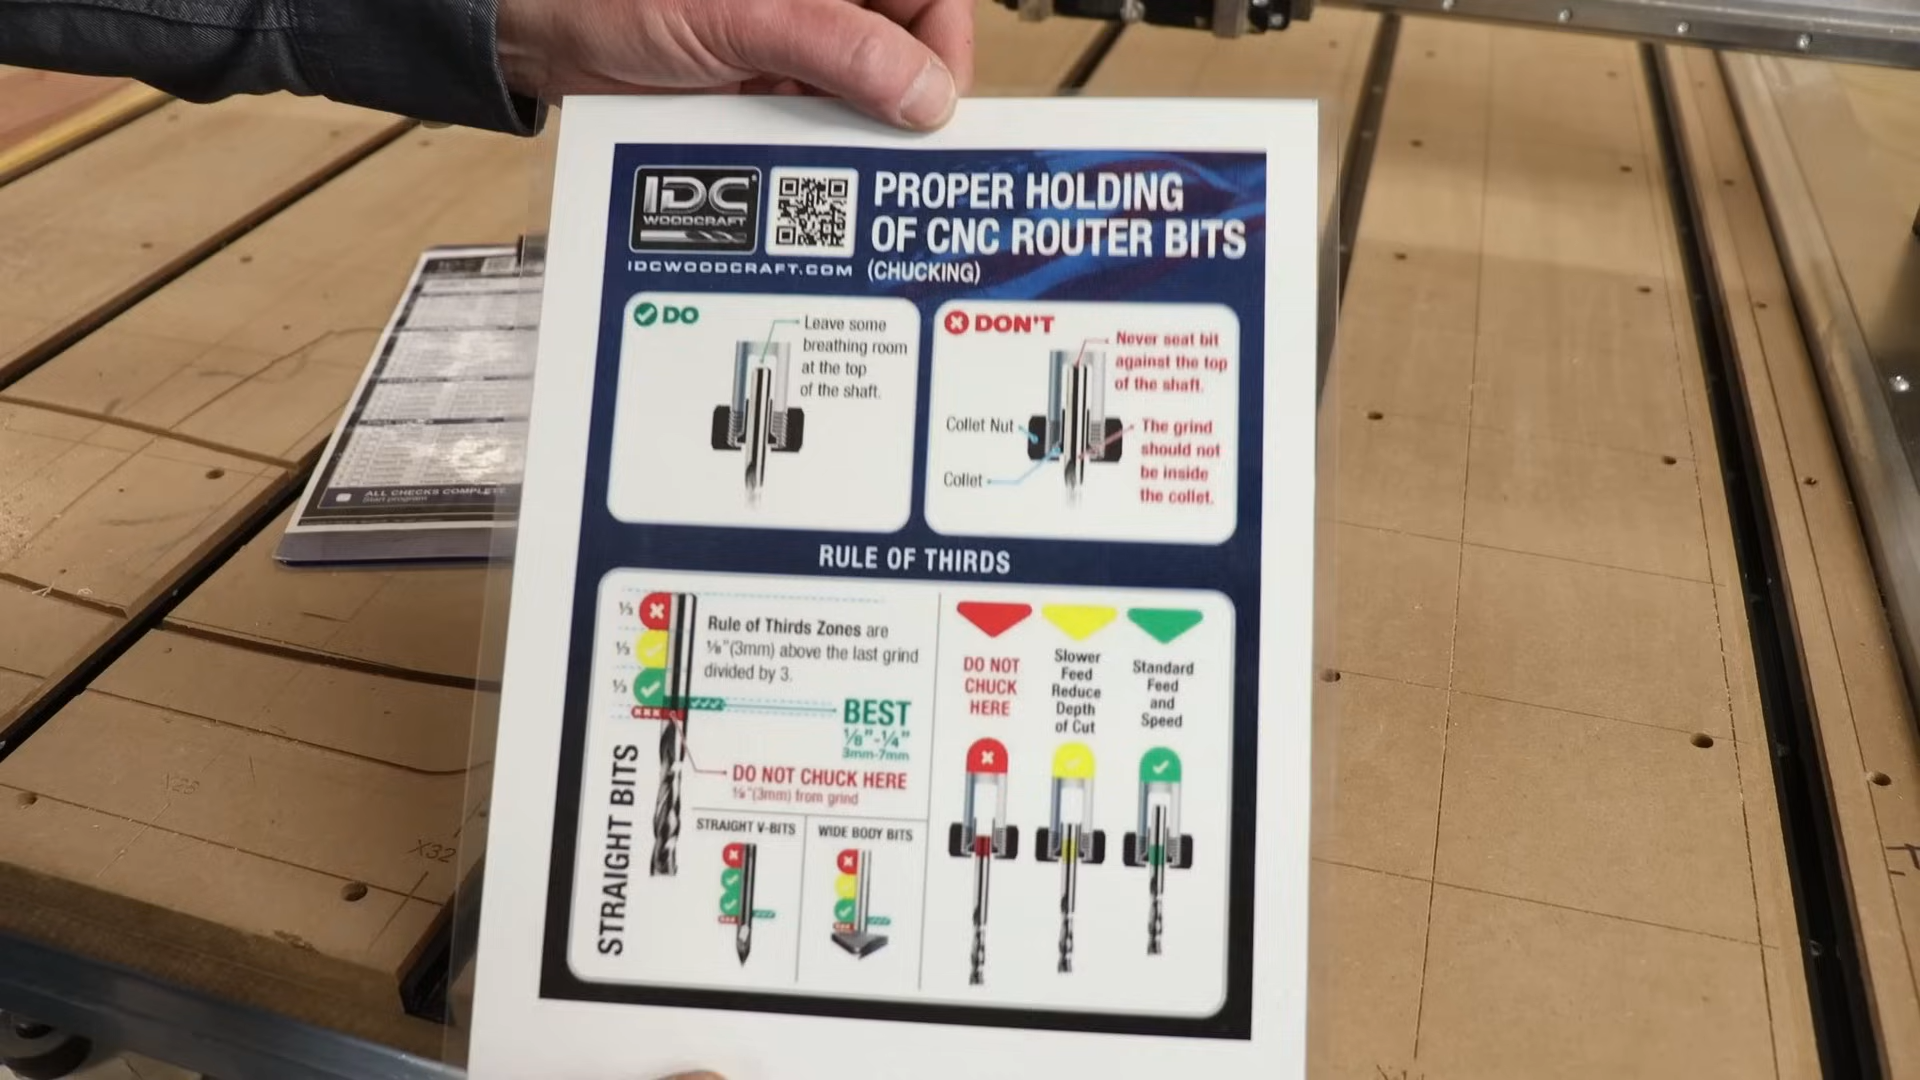 IDC
WOODCRAFT
IDCWOODCRAFT.COM
PROPER HOLDING
OF CNC ROUTER BITS
(CHUCKING)
DO
Leave some
breathing room
at the top
of the shaft.
DON'T
Never seat bit
against the top
of the shaft.
Collet Nut
Collet
The grind
should not
be inside
the collet.
ALL CHECKS COMPLETE
Start program
RULE OF THIRDS
⅓
⅓
⅓
Rule of Thirds Zones are
⅛"(3mm) above the last grind
divided by 3.
BEST
⅛"-¼"
3mm-7mm
DO NOT CHUCK HERE
⅛"(3mm) from grind
STRAIGHT BITS
STRAIGHT V-BITS
WIDE BODY BITS
DO NOT
CHUCK
HERE
Slower
Feed
Reduce
Depth
of Cut
Standard
Feed
and
Speed
X32